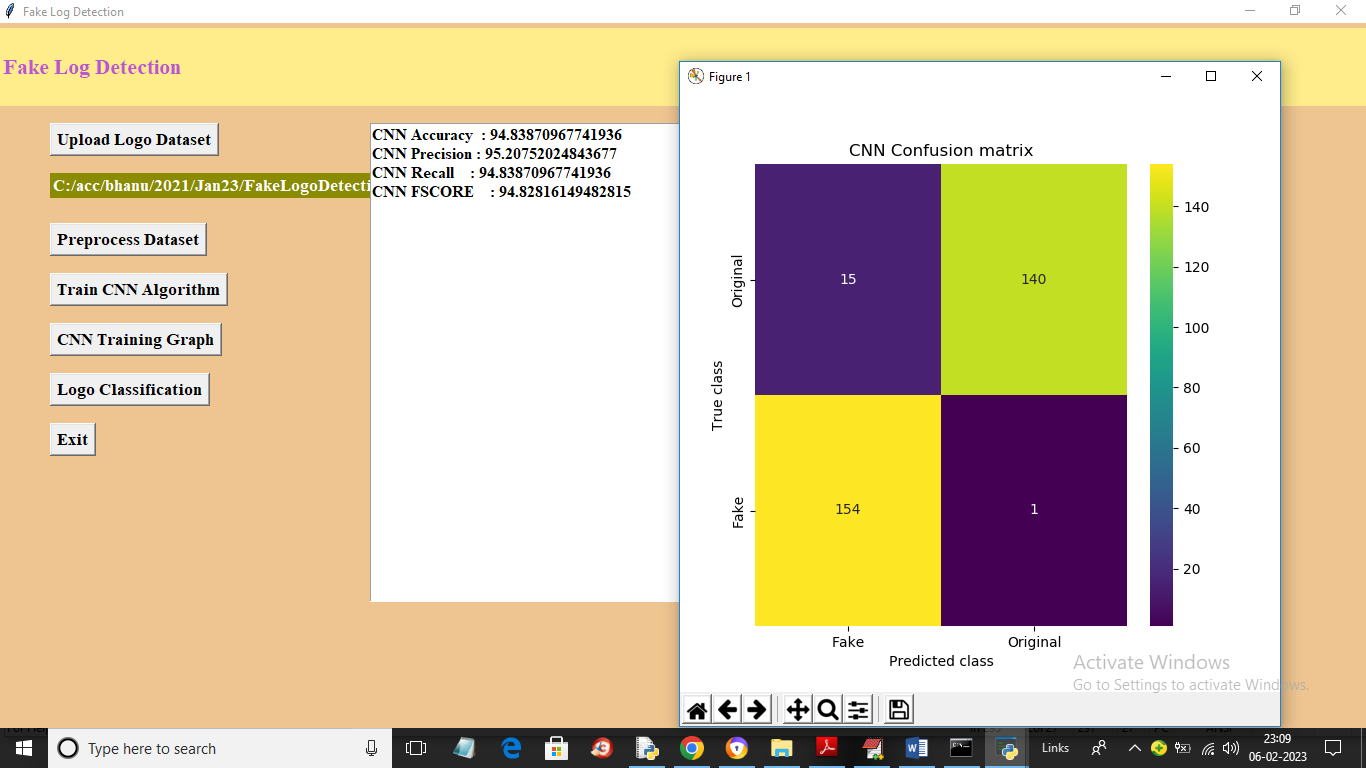 Fake Log Detection
Fake Log Detection
Upload Logo Dataset
C:/acc/bhanu/2021/Jan23/FakeLogoDetecti
Preprocess Dataset
Train CNN Algorithm
CNN Training Graph
Logo Classification
Exit
CNN Accuracy : 94.83870967741936
CNN Precision : 95.20752024843677
CNN Recall : 94.83870967741936
CNN FSCORE : 94.82816149482815
Figure 1
CNN Confusion matrix
True class
Original
Fake
15
140
154
1
Fake
Original
Predicted class
140
120
100
80
60
40
20
Activate Windows
Go to Settings to activate Windows.
Type here to search
Links
23:09
06-02-2023